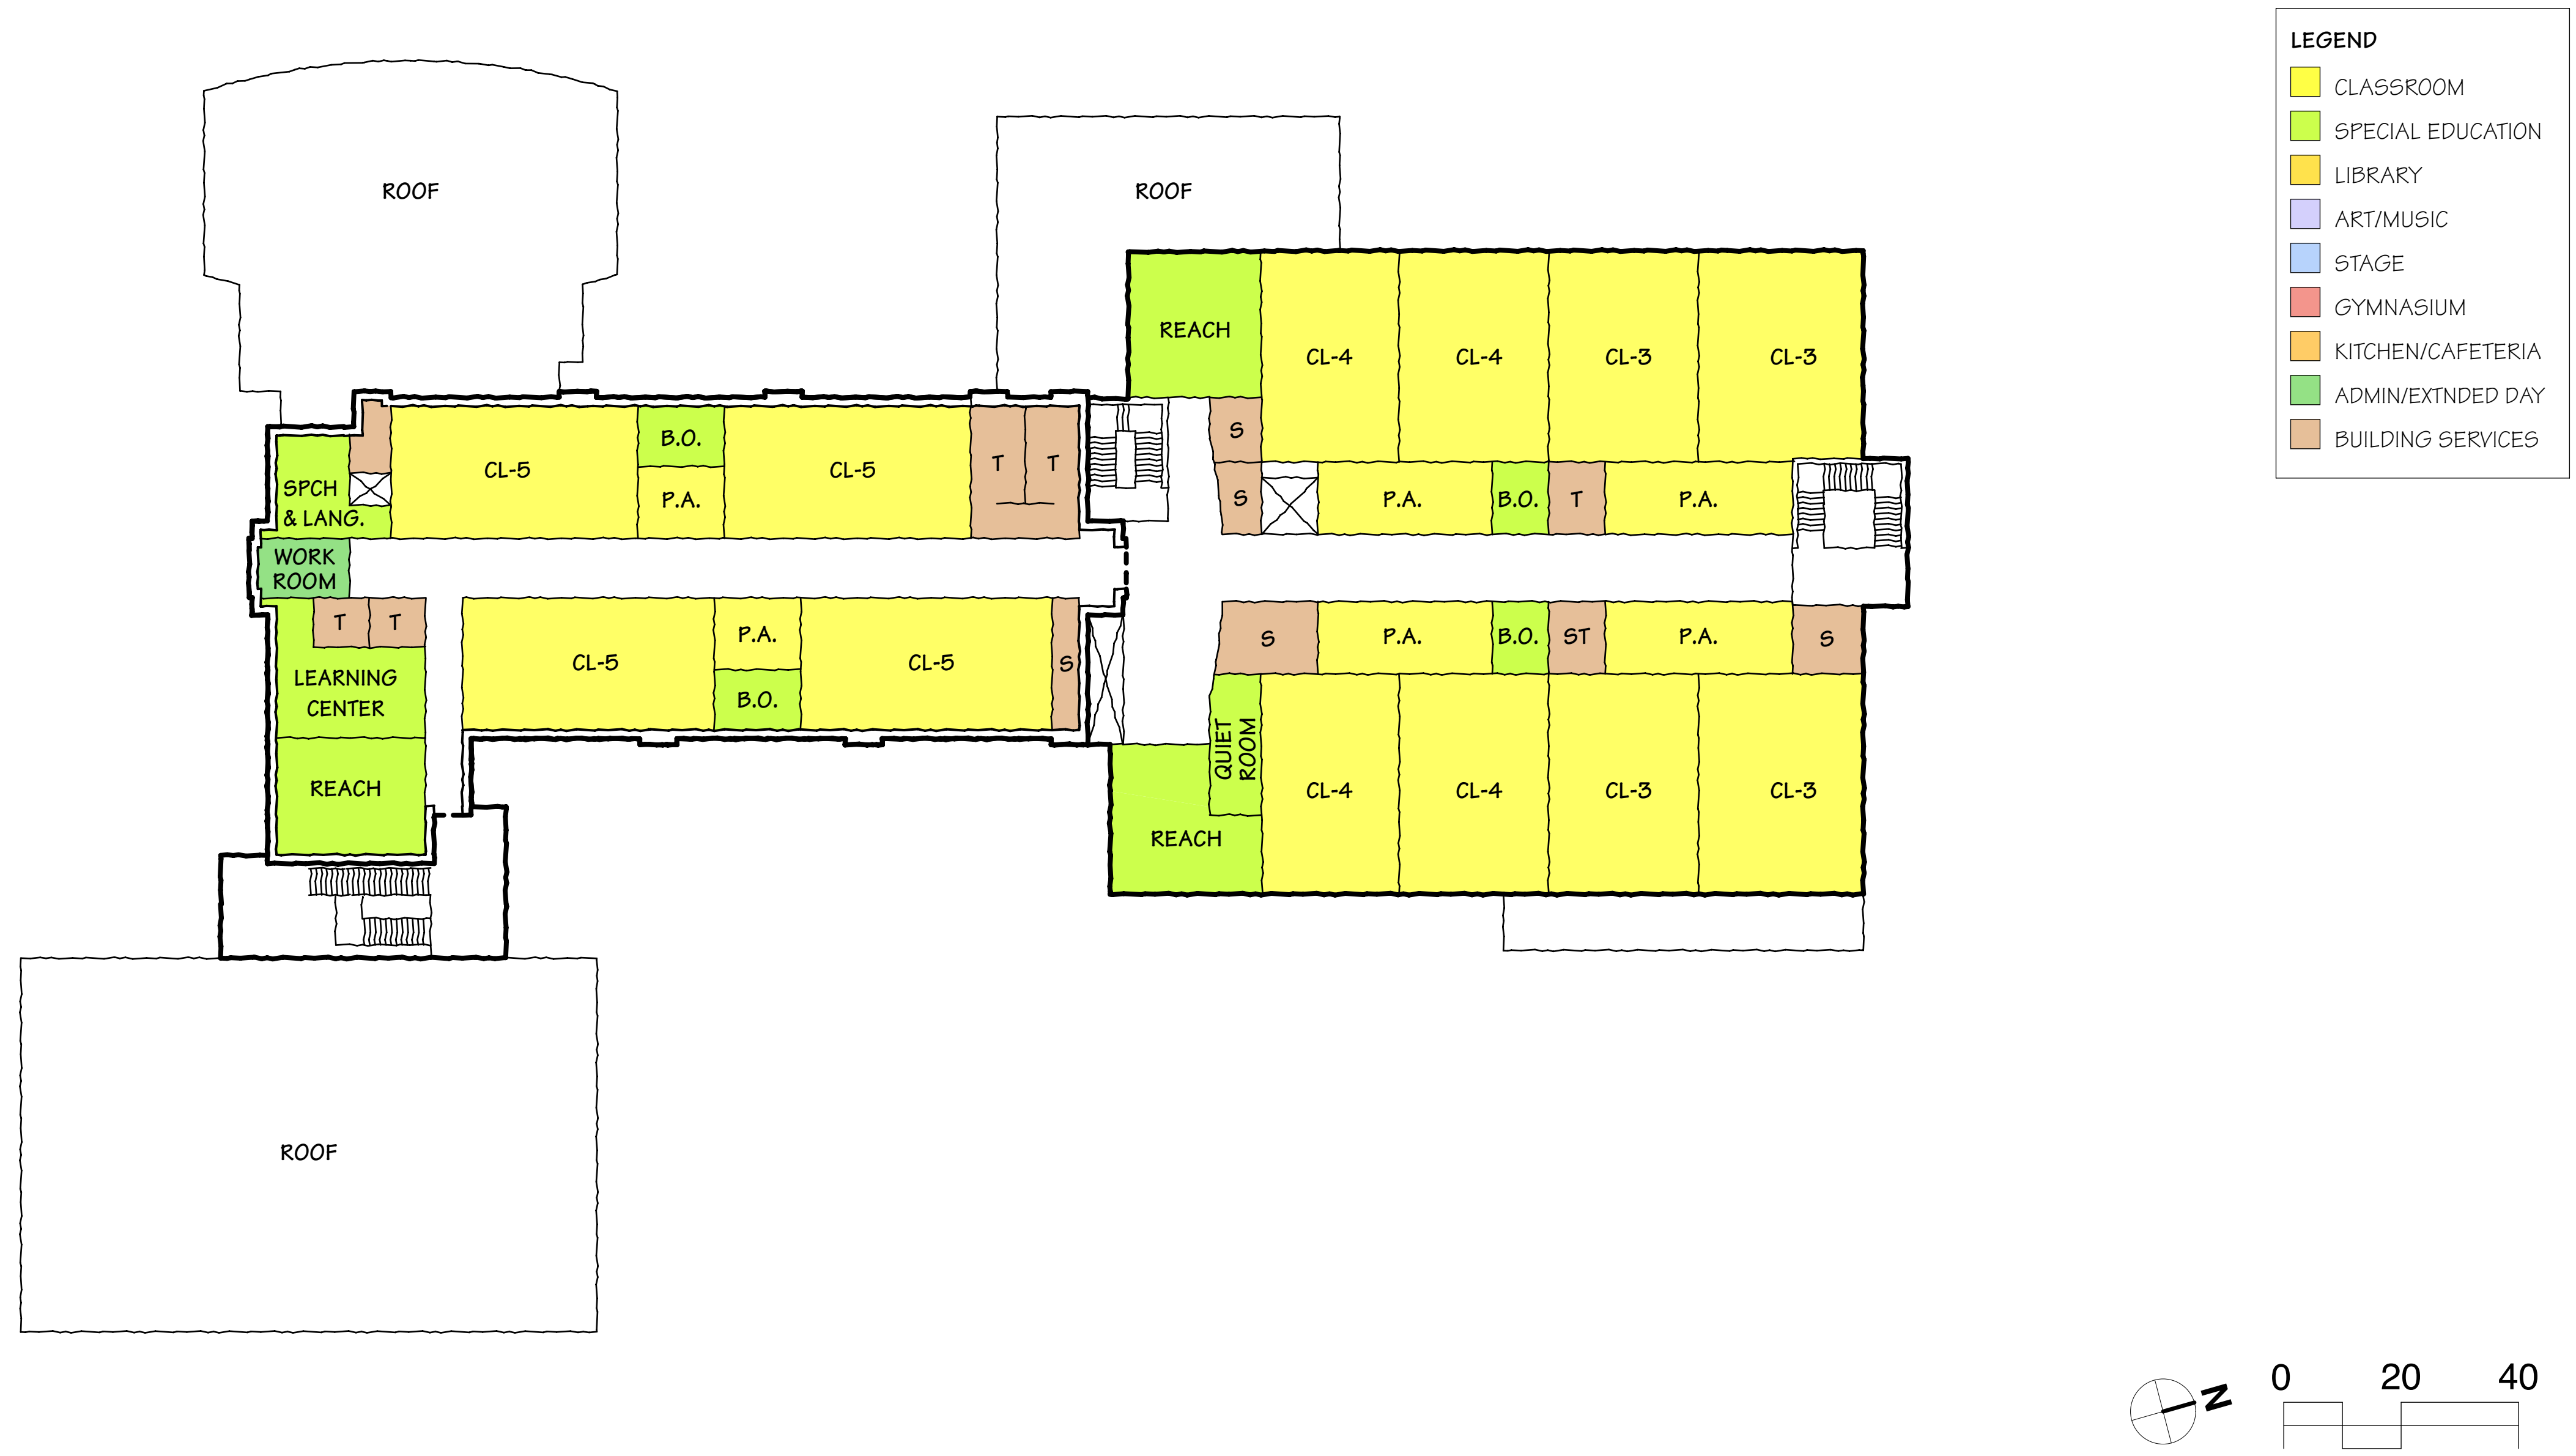 LEGEND
CLASSROOM
SPECIAL EDUCATION
LIBRARY
ART/MUSIC
STAGE
GYMNASIUM
KITCHEN/CAFETERIA
ADMIN/EXTNDED DAY
BUILDING SERVICES
ROOF
ROOF
REACH
CL-4
CL-4
CL-3
CL-3
S
B.O.
CL-5
CL-5
T
T
SPCH
& LANG.
P.A.
S
P.A.
B.O.
T
P.A.
WORK
ROOM
T
T
CL-5
P.A.
CL-5
S
B.O.
S
P.A.
B.O.
ST
P.A.
S
LEARNING
CENTER
QUIET
ROOM
REACH
CL-4
CL-4
CL-3
CL-3
REACH
ROOF
N
0 20 40